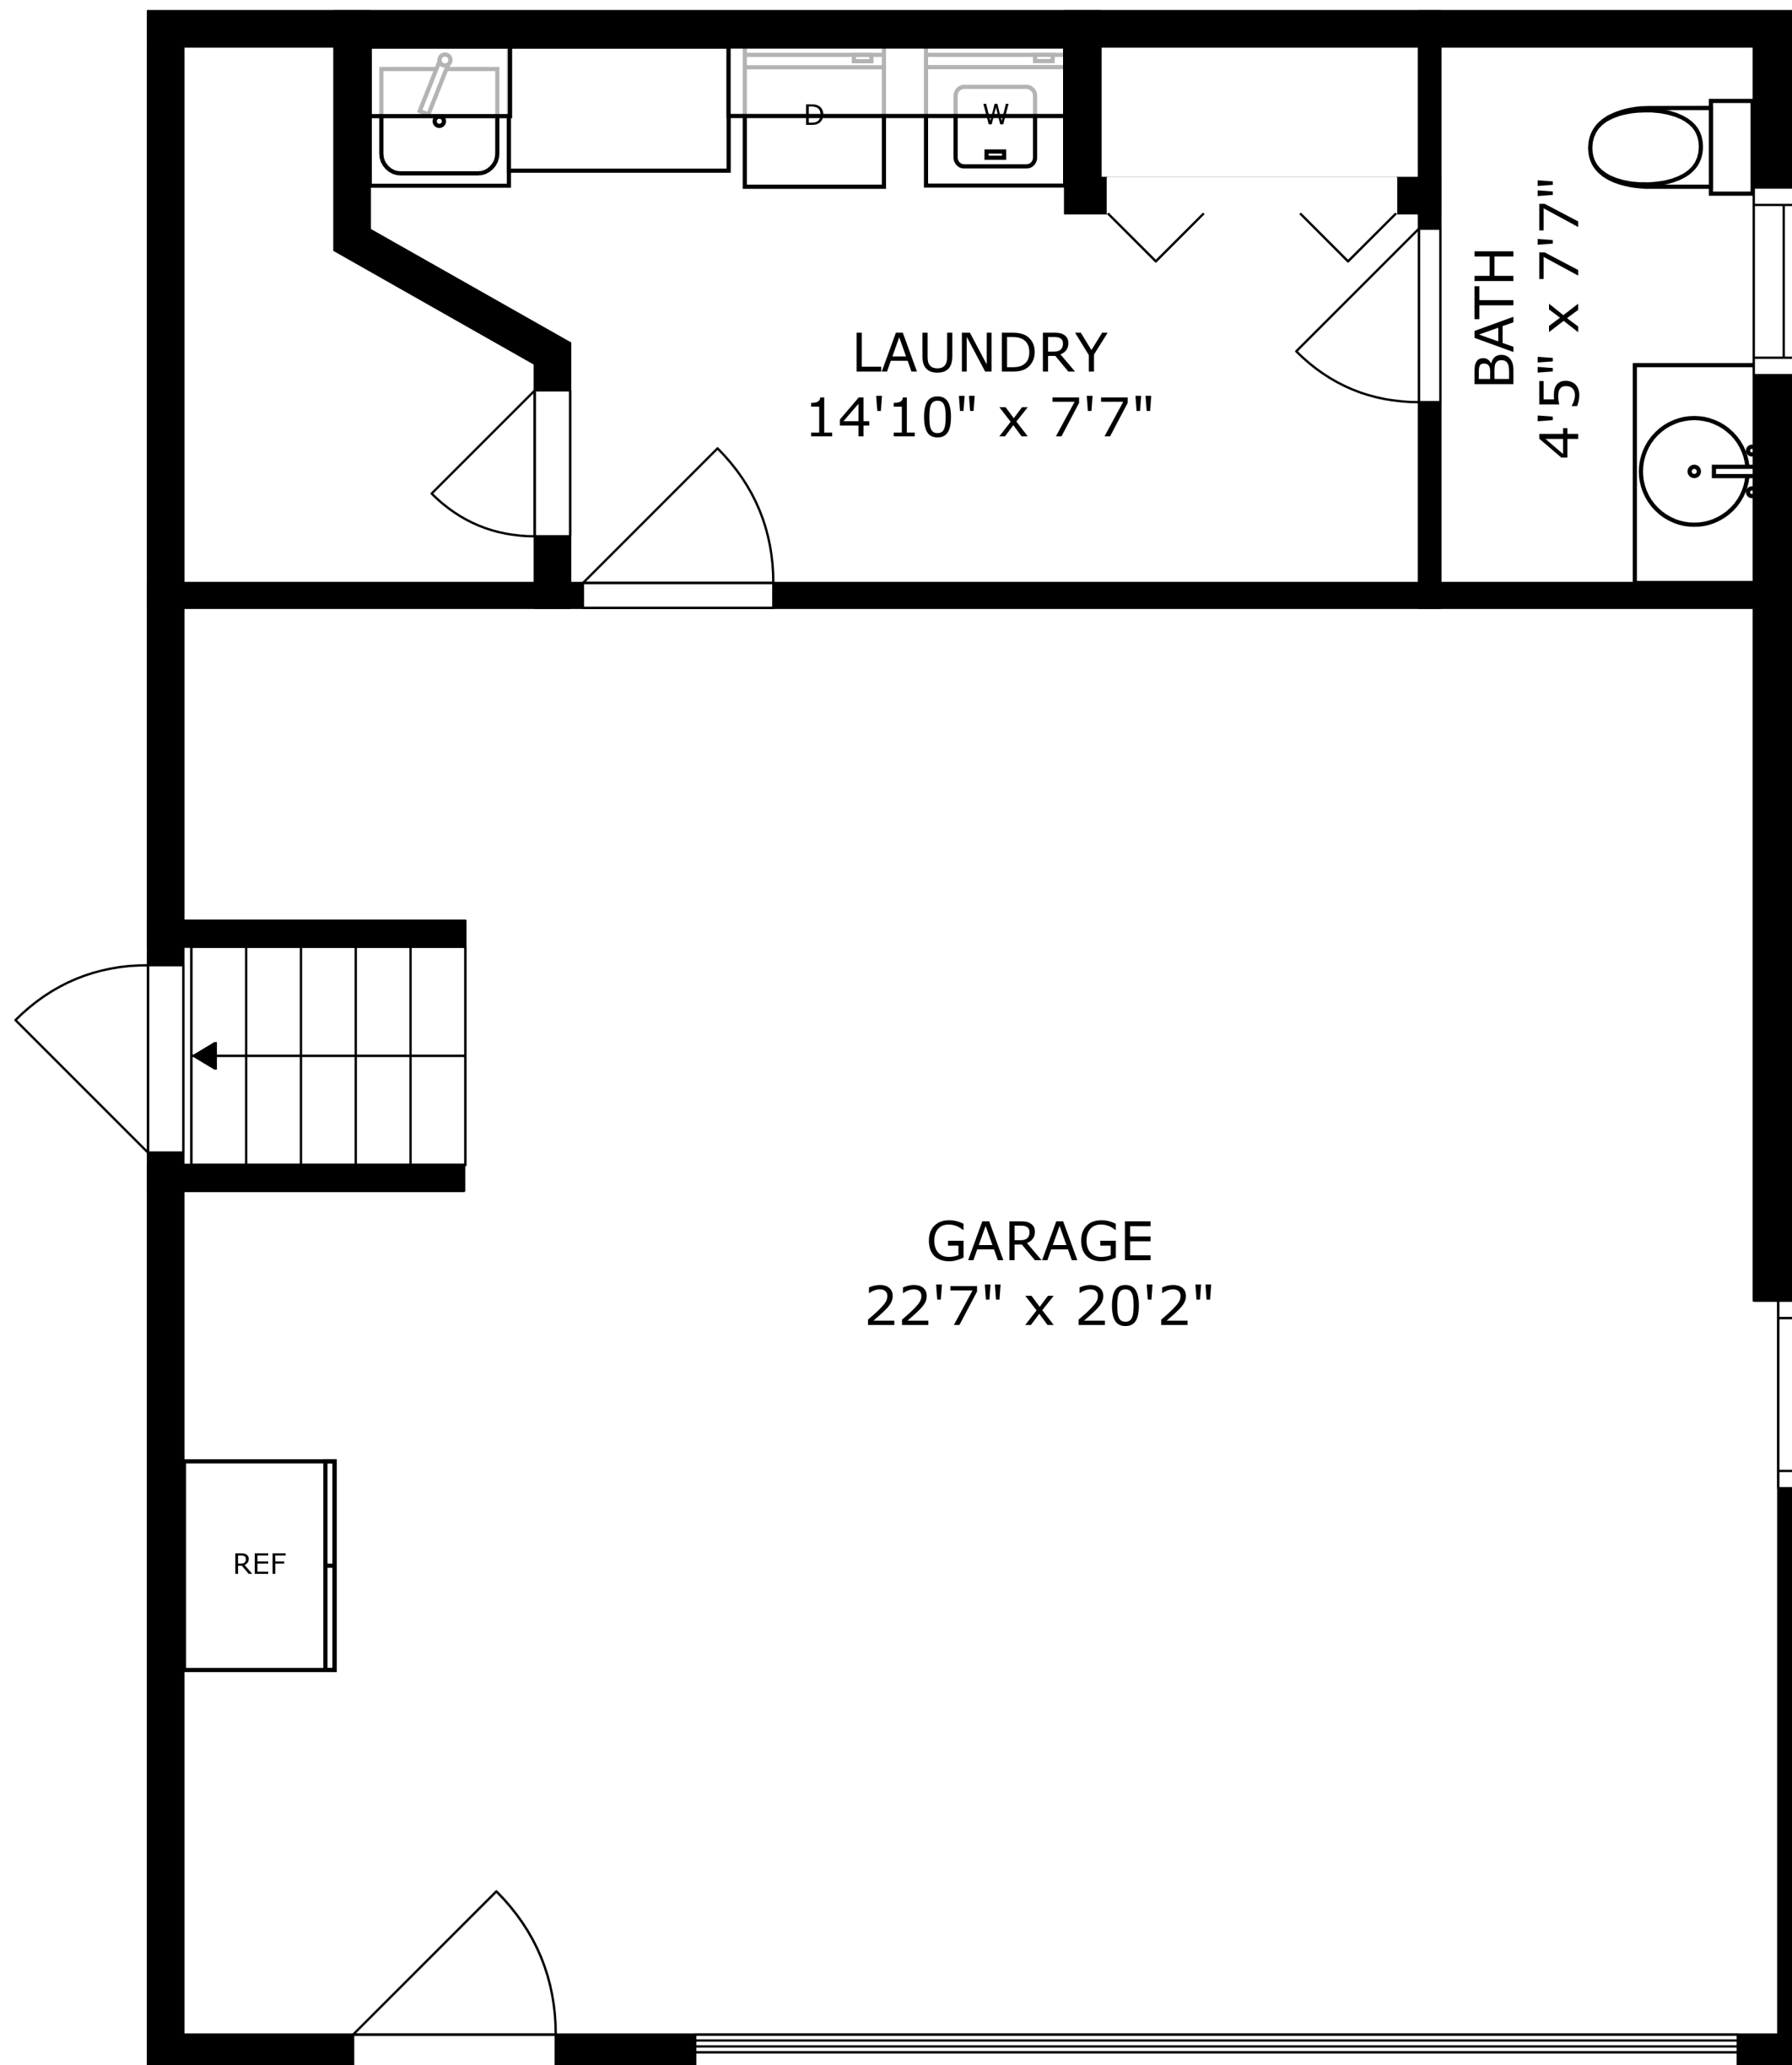 D
W
LAUNDRY
14'10" x 7'7"
BATH
4'5" x 7'7"
GARAGE
22'7" x 20'2"
REF